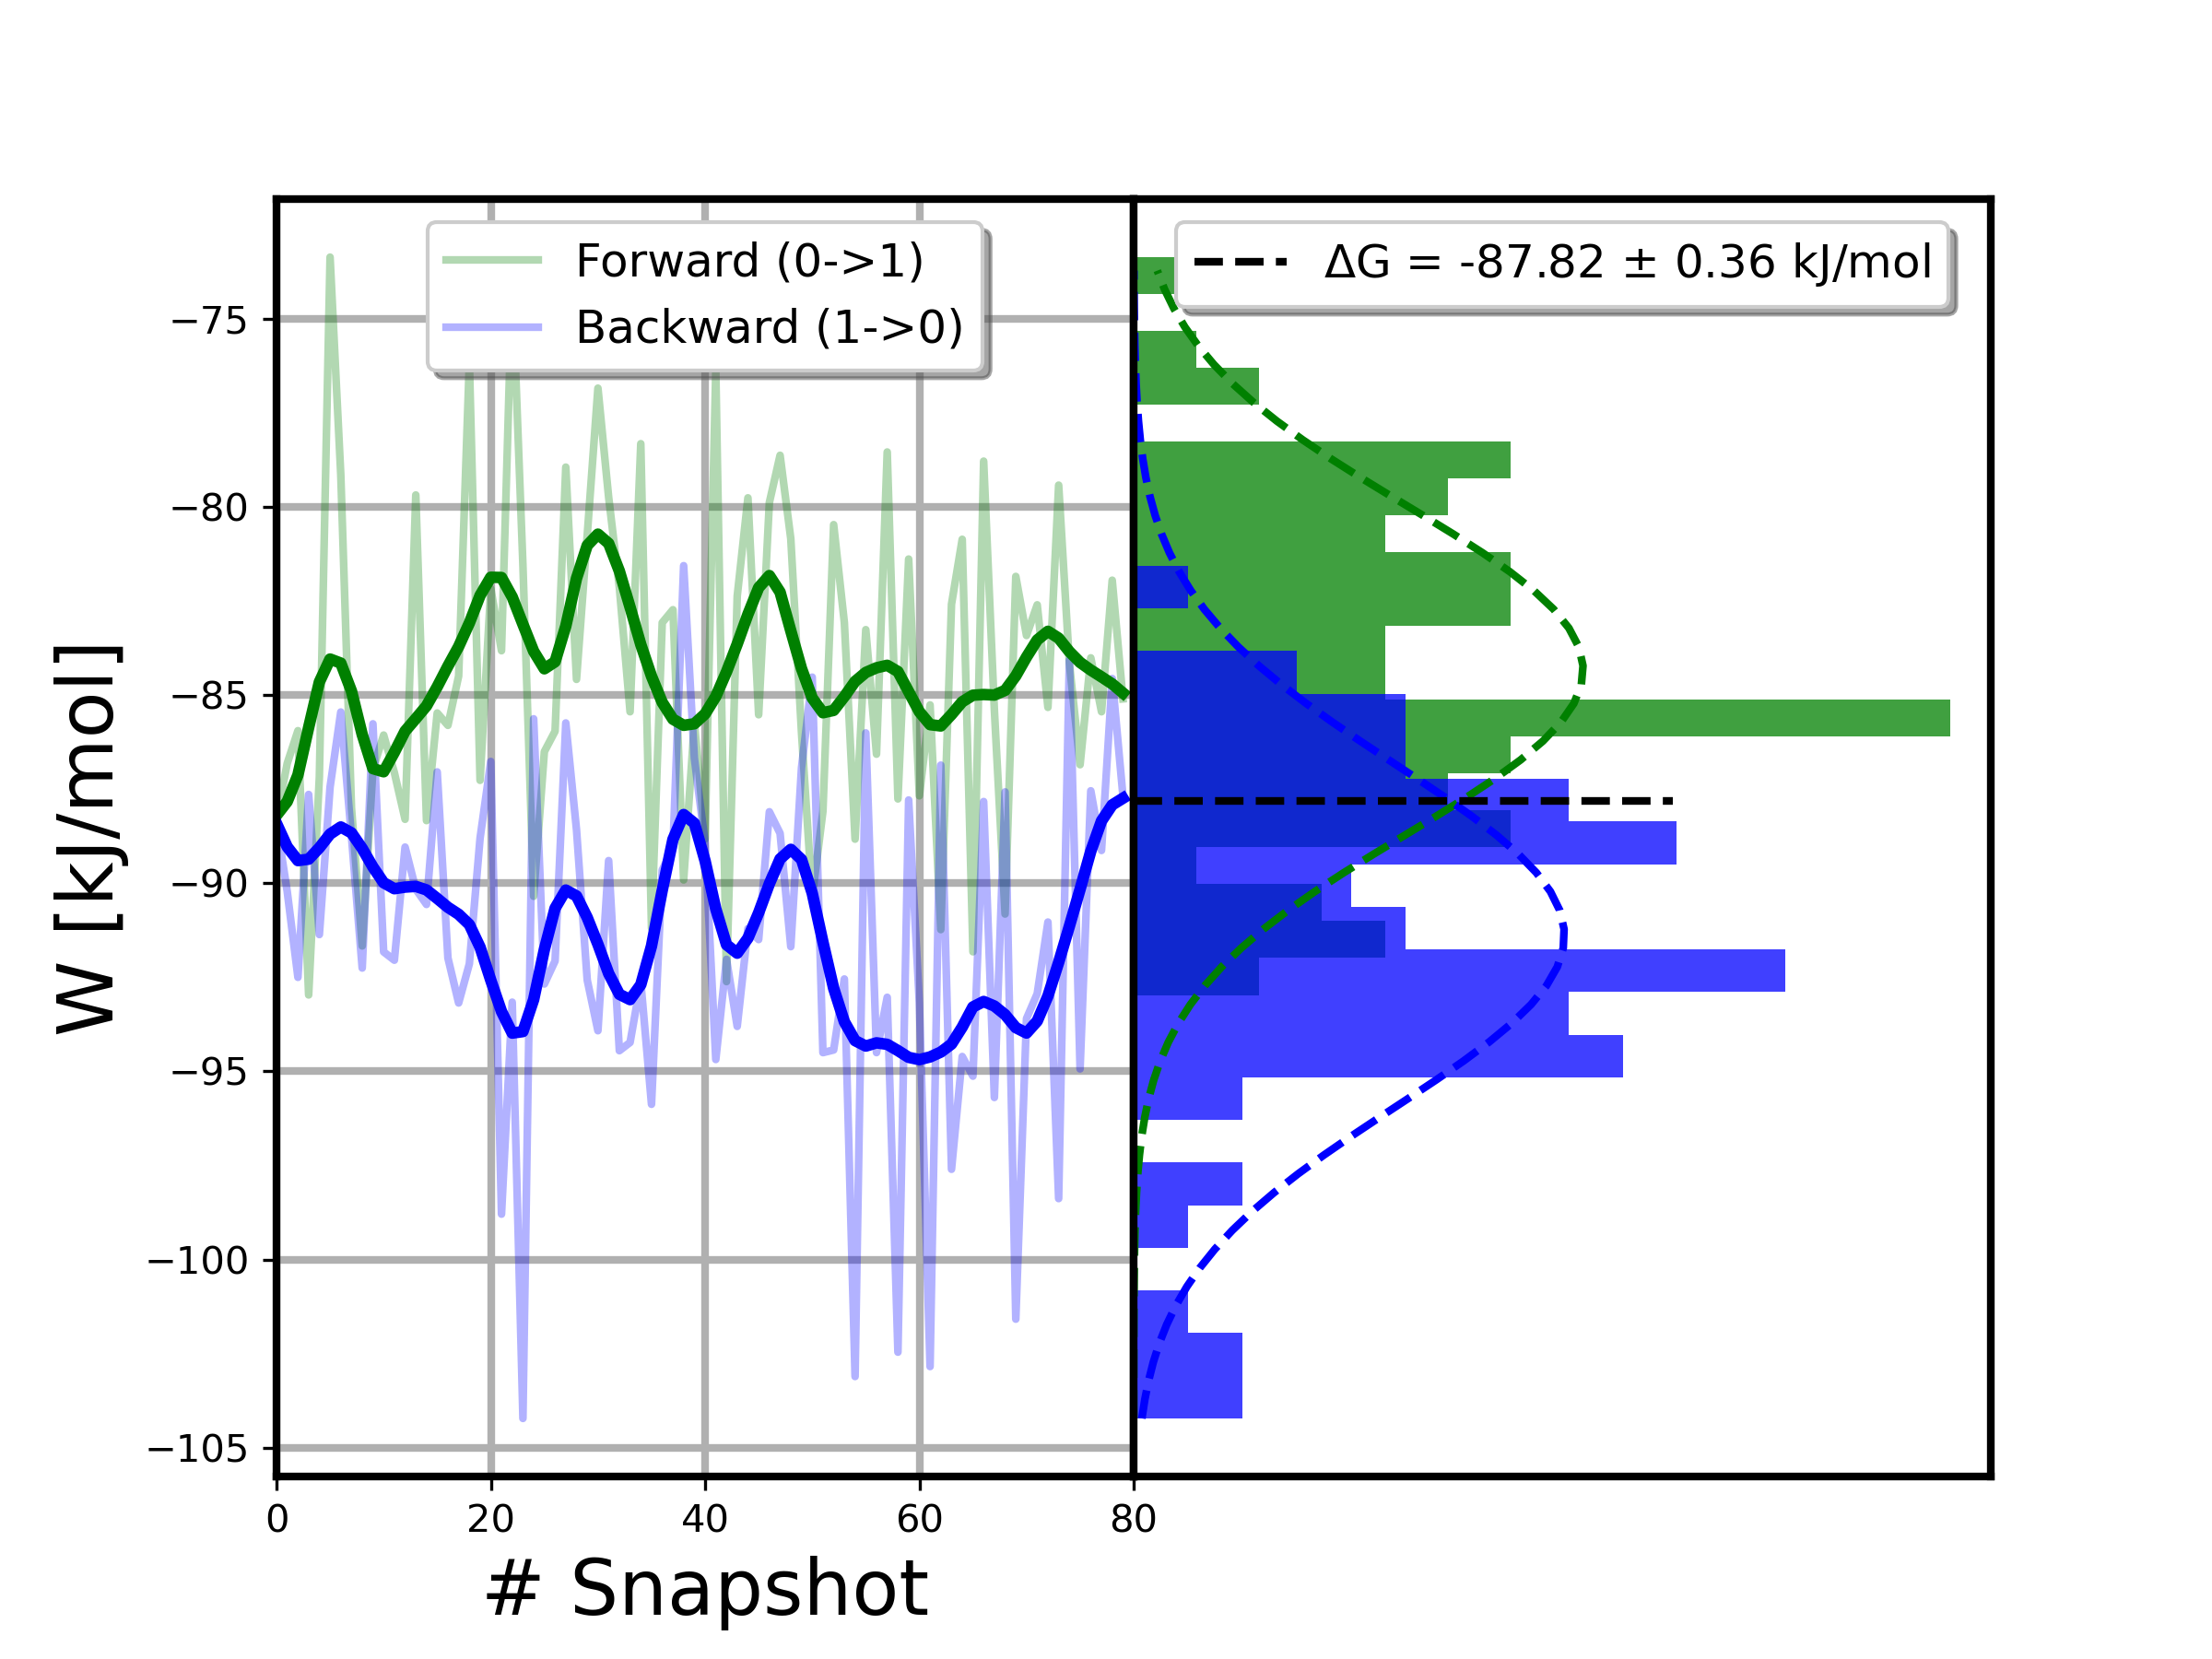 Forward (0->1)
Backward (1->0)
ΔG = -87.82 ± 0.36 kJ/mol
W [kJ/mol]
−75
−80
−85
−90
−95
−100
−105
0 20 40 60 80
# Snapshot